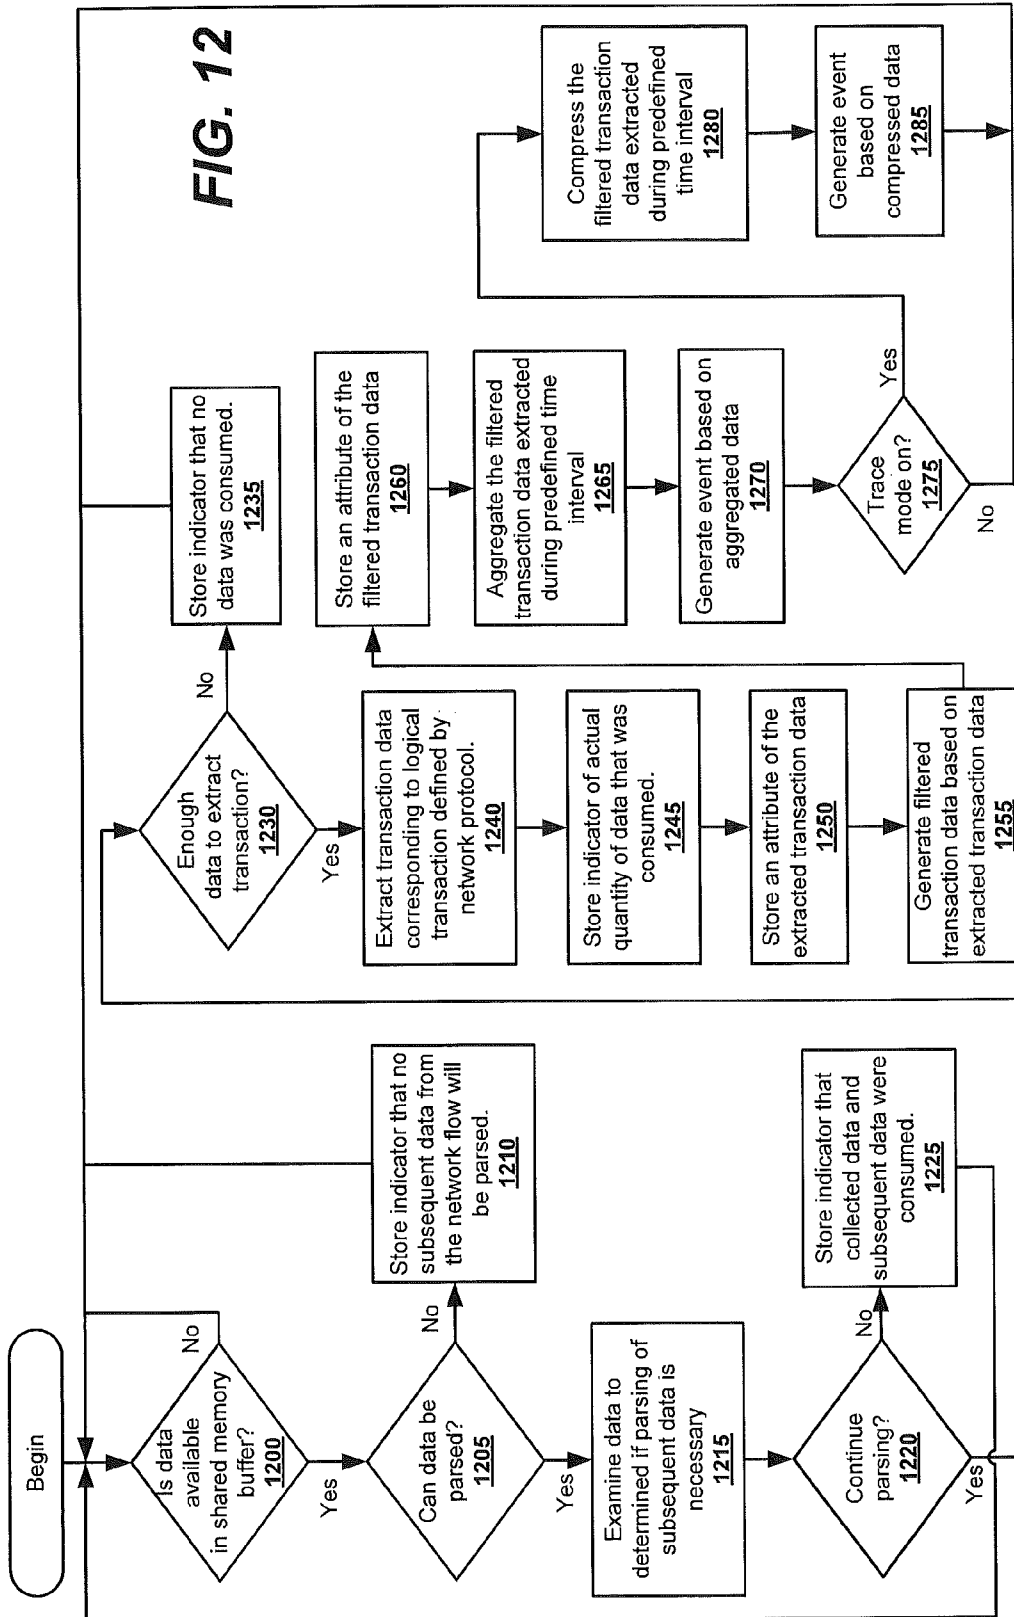 FIG. 12
Begin
Is data
available
in shared memory
buffer?
1200
No
Yes
Can data be
parsed?
1205
No
Store indicator that no
subsequent data from
the network flow will
be parsed.
1210
Yes
Examine data to
determined if parsing of
subsequent data is
necessary
1215
Continue
parsing?
1220
No
Store indicator that
collected data and
subsequent data were
consumed.
1225
Yes
Enough
data to extract
transaction?
1230
No
Store indicator that no
data was consumed.
1235
Yes
Extract transaction data
corresponding to logical
transaction defined by
network protocol.
1240
Store indicator of actual
quantity of data that was
consumed.
1245
Store an attribute of the
extracted transaction data
1250
Generate filtered
transaction data based on
extracted transaction data
1255
Store an attribute of the
filtered transaction data
1260
Aggregate the filtered
transaction data extracted
during predefined time
interval
1265
Generate event based on
aggregated data
1270
Trace
mode on?
1275
Yes
No
Compress the
filtered transaction
data extracted
during predefined
time interval
1280
Generate event
based on
compressed data
1285